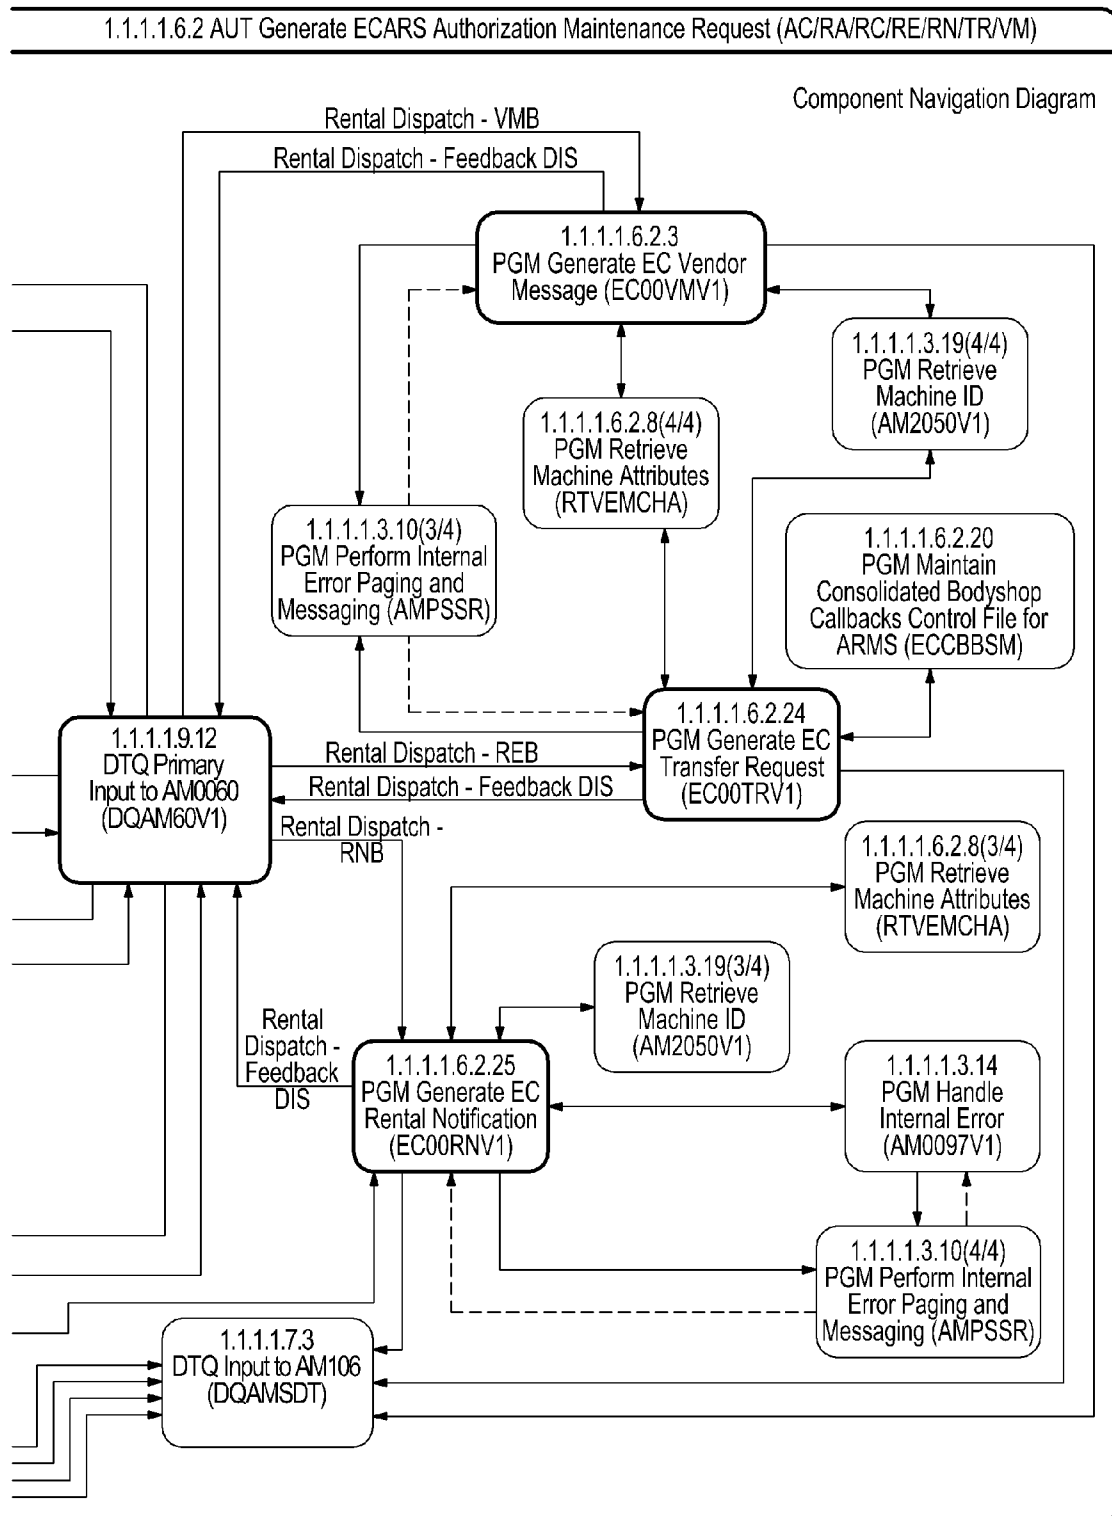 1.1.1.1.6.2 AUT Generate ECARS Authorization Maintenance Request (AC/RA/RC/RE/RN/TR/VM)
Component Navigation Diagram
Rental Dispatch - VMB
Rental Dispatch - Feedback DIS
1.1.1.1.6.2.3
PGM Generate EC Vendor
Message (EC00VMV1)
1.1.1.1.3.19(4/4)
PGM Retrieve
Machine ID
(AM2050V1)
1.1.1.1.6.2.8(4/4)
PGM Retrieve
Machine Attributes
(RTVEMCHA)
1.1.1.1.3.10(3/4)
PGM Perform Internal
Error Paging and
Messaging (AMPSSR)
1.1.1.1.6.2.20
PGM Maintain
Consolidated Bodyshop
Callbacks Control File for
ARMS (ECCBBSM)
1.1.1.1.9.12
DTQ Primary
Input to AM0060
(DQAM60V1)
Rental Dispatch - REB
Rental Dispatch - Feedback DIS
Rental Dispatch -
RNB
1.1.1.1.6.2.24
PGM Generate EC
Transfer Request
(EC00TRV1)
1.1.1.1.6.2.8(3/4)
PGM Retrieve
Machine Attributes
(RTVEMCHA)
1.1.1.1.3.19(3/4)
PGM Retrieve
Machine ID
(AM2050V1)
Rental
Dispatch -
Feedback
DIS
1.1.1.1.6.2.25
PGM Generate EC
Rental Notification
(EC00RNV1)
1.1.1.1.3.14
PGM Handle
Internal Error
(AM0097V1)
1.1.1.1.3.10(4/4)
PGM Perform Internal
Error Paging and
Messaging (AMPSSR)
1.1.1.1.7.3
DTQ Input to AM106
(DQAMSDT)